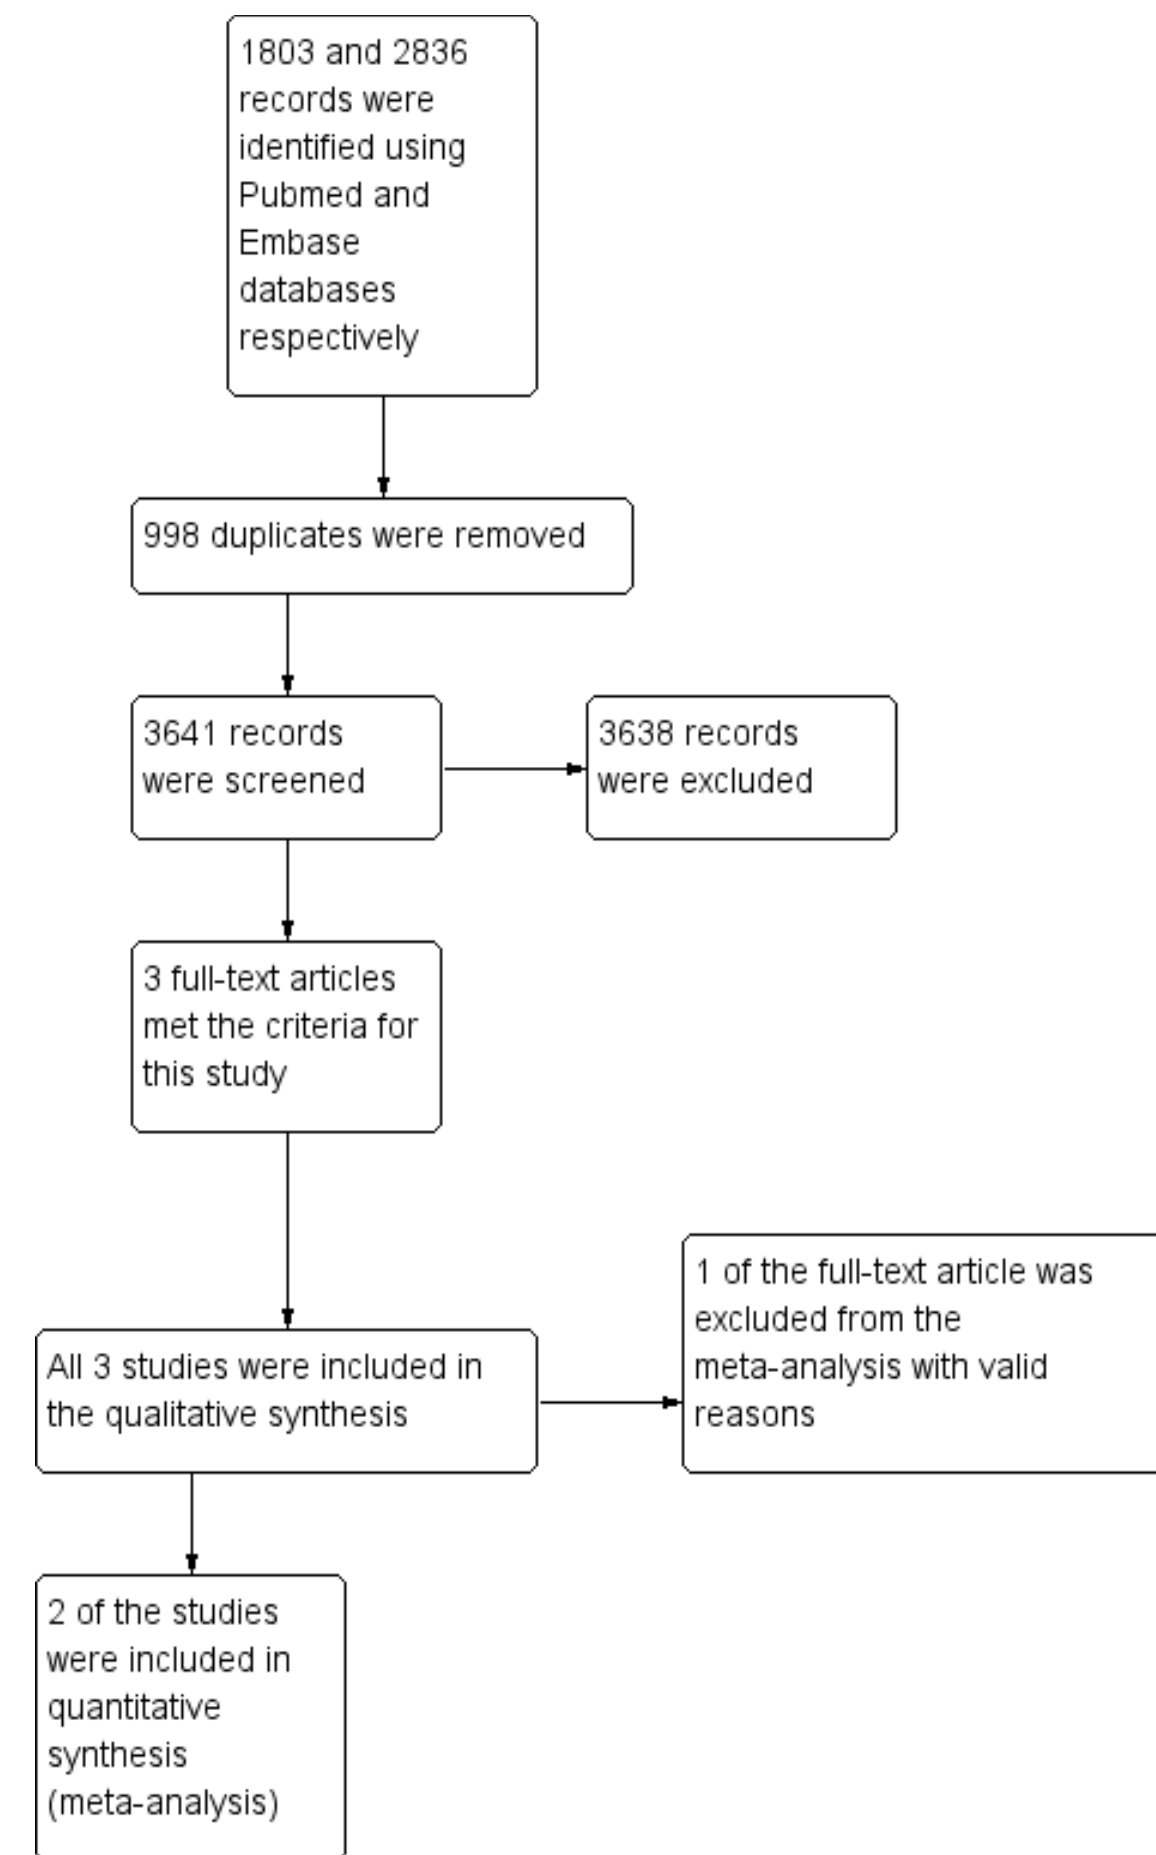 1803 and 2836
records were
identified using
Pubmed and
Embase
databases
respectively
998 duplicates were removed
3641 records
were screened
3638 records
were excluded
3 full-text articles
met the criteria for
this study
1 of the full-text article was
excluded from the
meta-analysis with valid
reasons
All 3 studies were included in
the qualitative synthesis
2 of the studies
were included in
quantitative
synthesis
(meta-analysis)